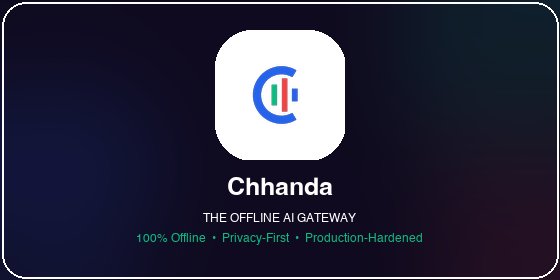 Chhanda
THE OFFLINE AI GATEWAY
100% Offline • Privacy-First • Production-Hardened